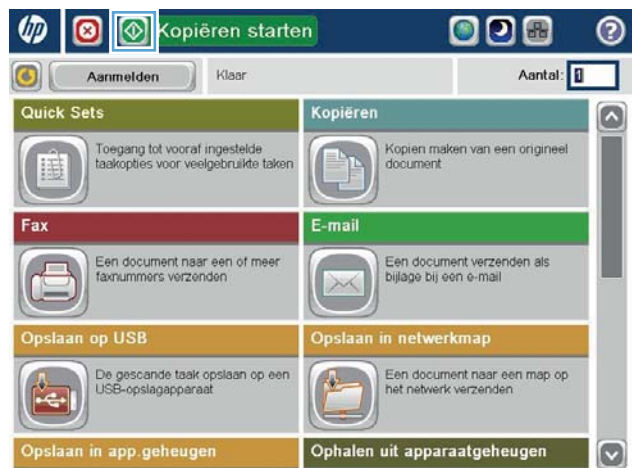 hp
Kopiëren starten
?
Aanmelden
Klaar
Aantal: 1
Quick Sets
Toegang tot vooraf ingestelde
taakopties voor veelgebruikte taken
Kopiëren
Kopien maken van een origineel
document
Fax
Een document naar een of meer
faxnummers verzenden
E-mail
Een document verzenden als
bijlage bij een e-mail
Opslaan op USB
De gescande taak opslaan op een
USB-opslagapparaat
Opslaan in netwerkmap
Een document naar een map op
het netwerk verzenden
Opslaan in app.geheugen
Ophalen uit apparaatgeheugen